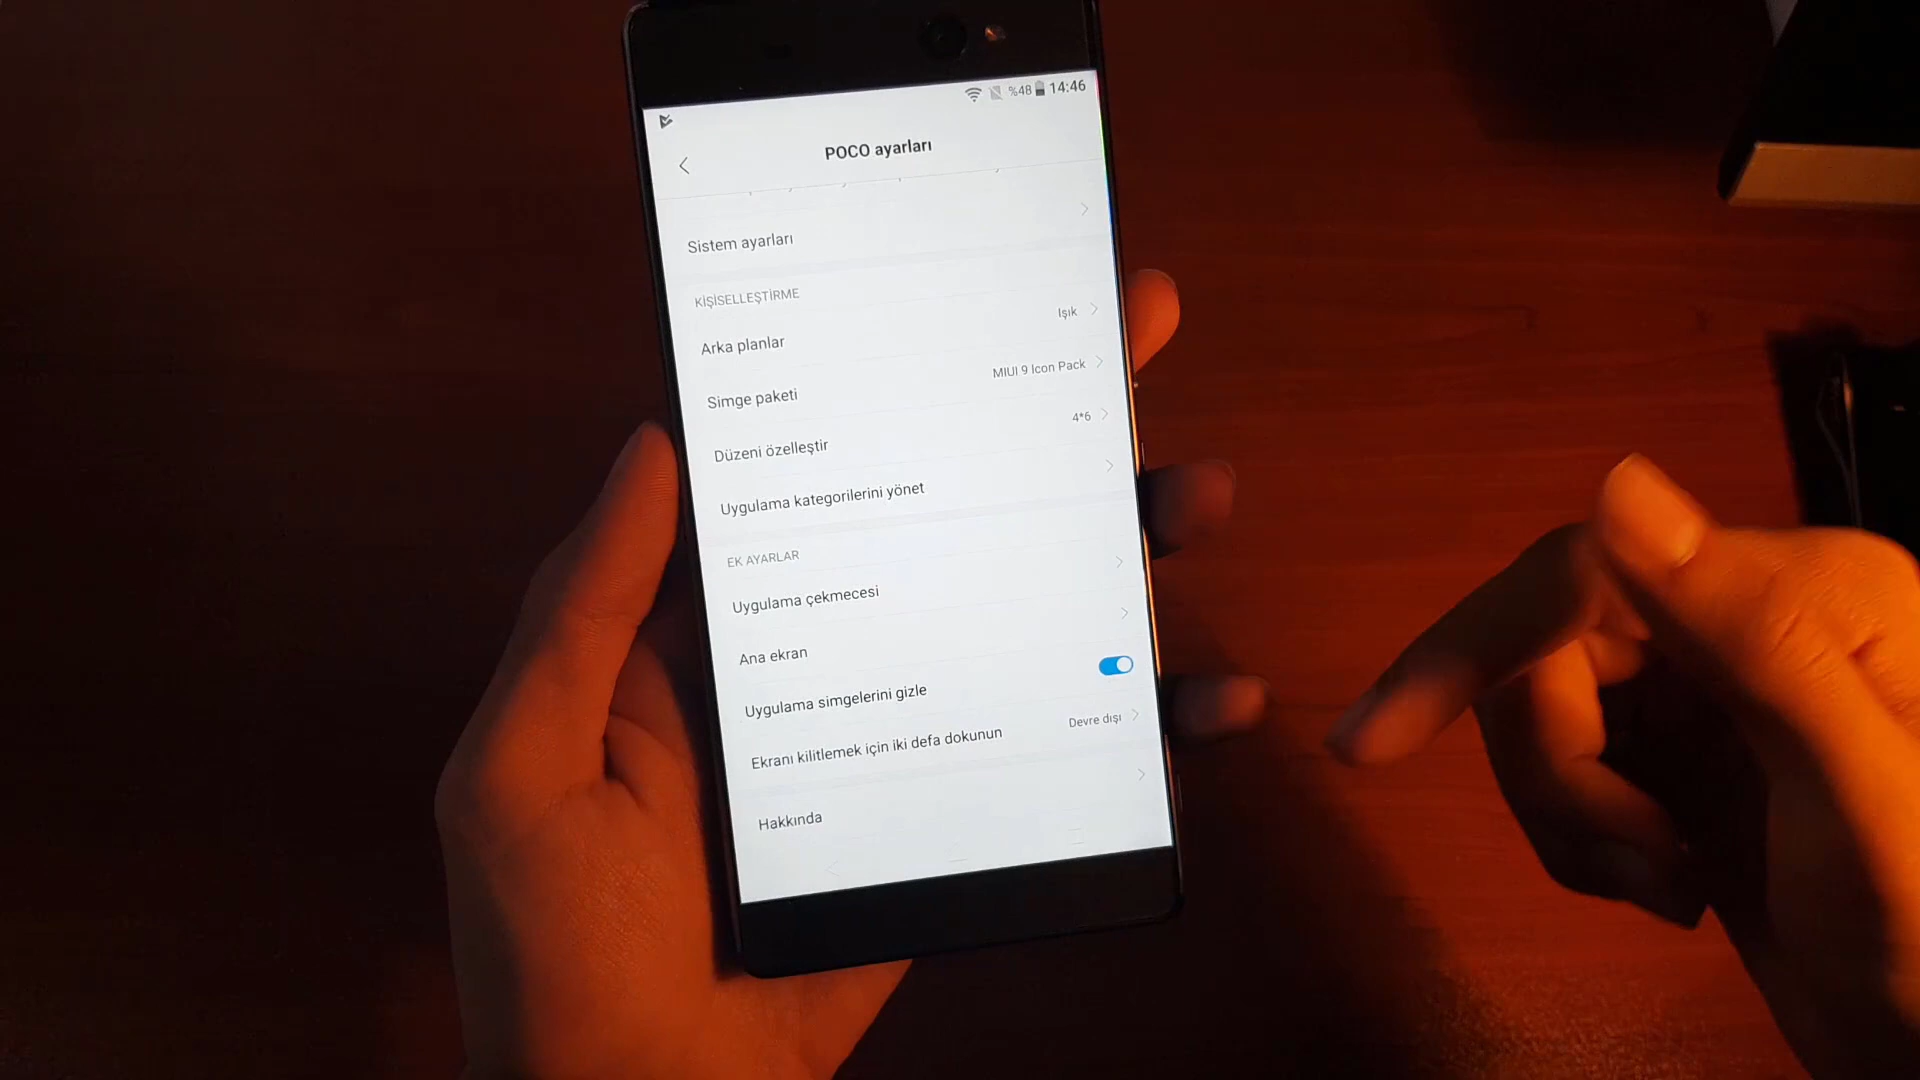 %48 14:46
POCO ayarları
Sistem ayarları
KİŞİSELLEŞTİRME
Arka planlar Işık
Simge paketi MIUI 9 Icon Pack
Düzeni özelleştir 4*6
Uygulama kategorilerini yönet
EK AYARLAR
Uygulama çekmecesi
Ana ekran
Uygulama simgelerini gizle
Ekranı kilitlemek için iki defa dokunun Devre dışı
Hakkında